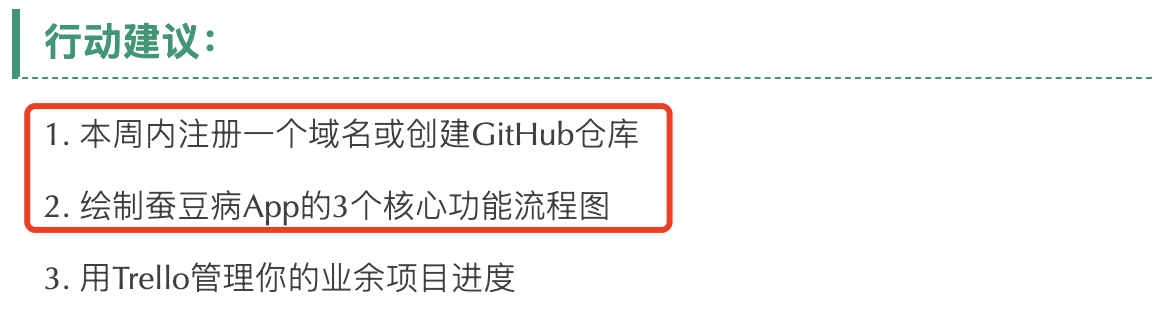 行动建议：
1. 本周内注册一个域名或创建GitHub仓库
2. 绘制蚕豆病App的3个核心功能流程图
3. 用Trello管理你的业余项目进度